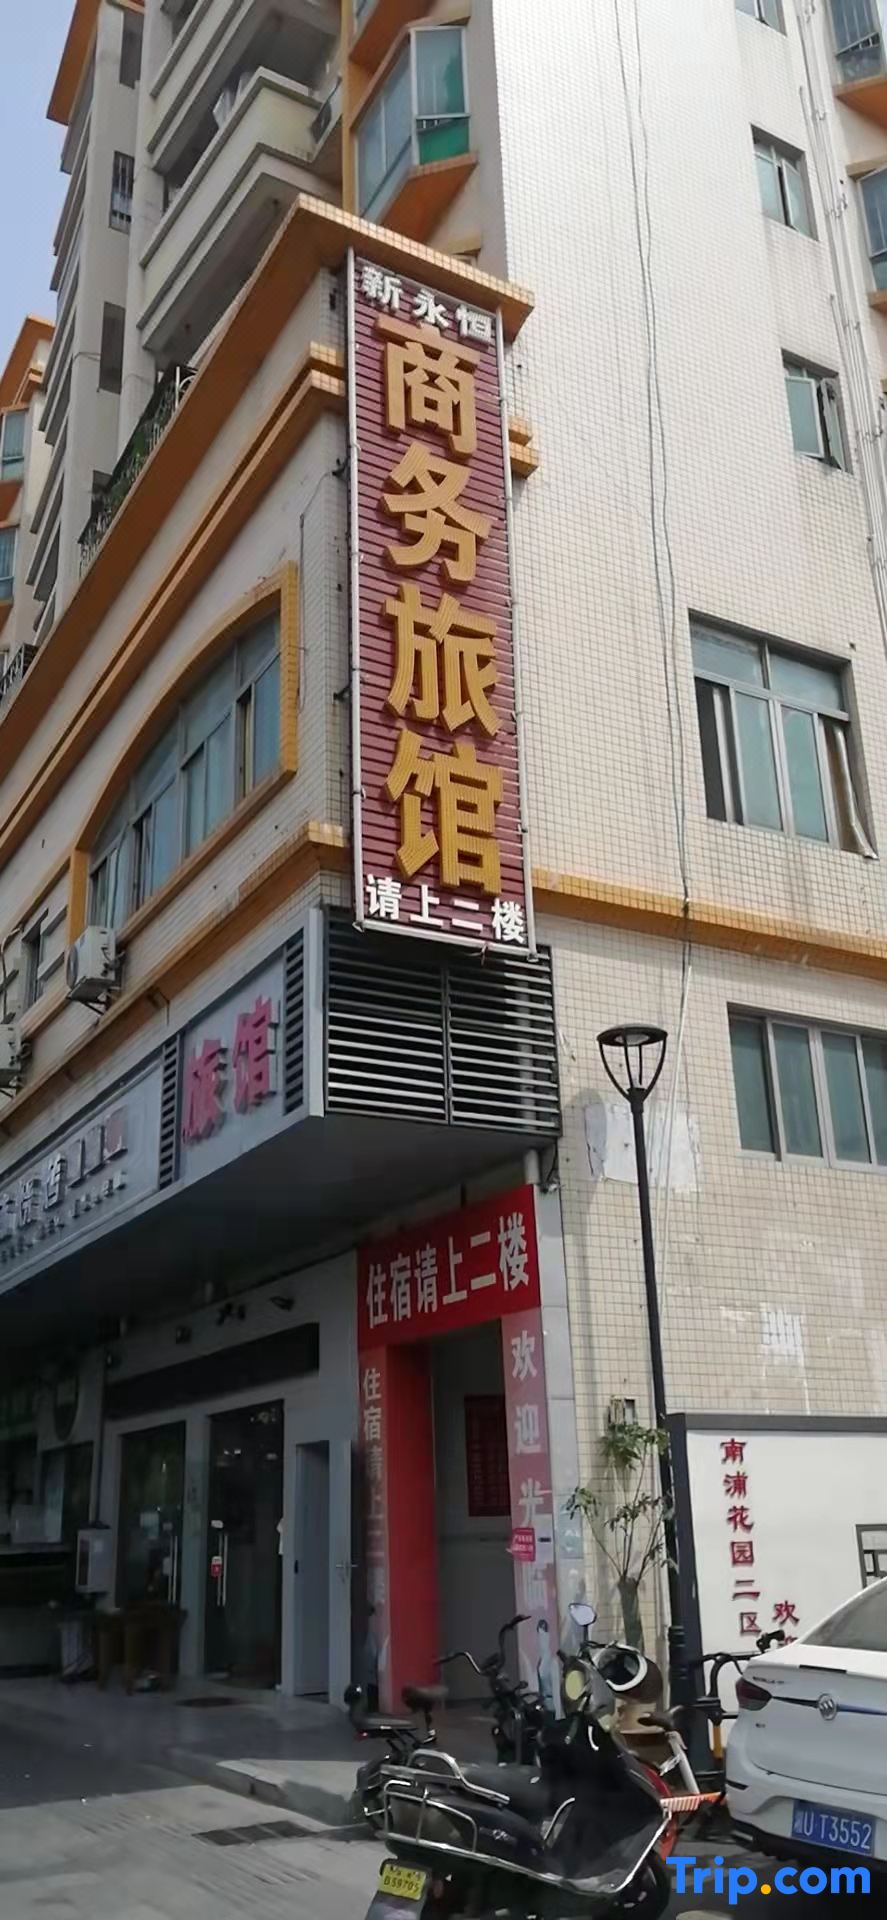 新永恒
商务旅馆
请上二楼
旅馆
住宿请上二楼
住宿请上二楼
欢迎光临
南浦花园二区
欢
U·T3552
B59705
Trip.com